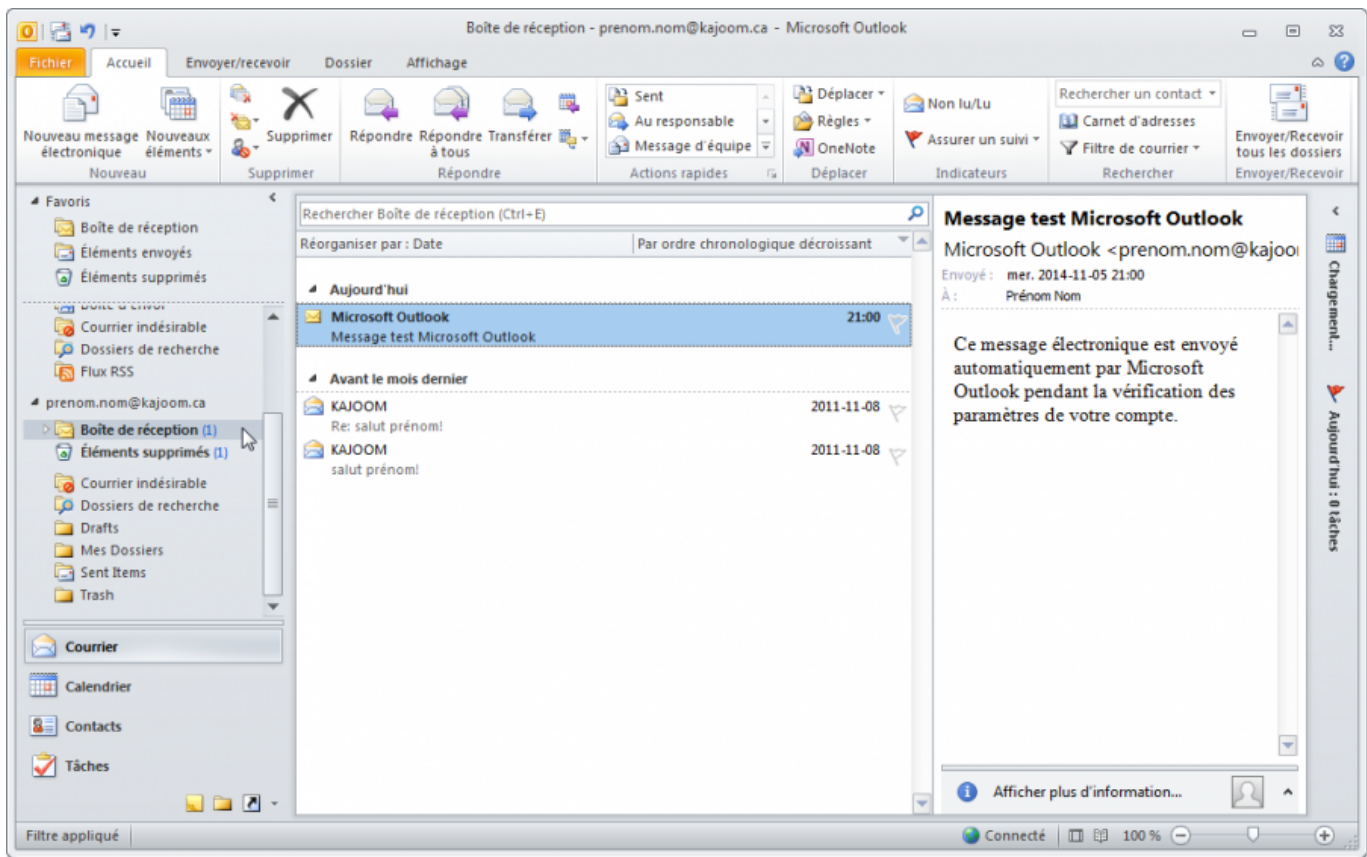 Boîte de réception - prenom.nom@kajoom.ca - Microsoft Outlook
Fichier Accueil Envoyer/recevoir Dossier Affichage
Nouveau message électronique
Nouveaux éléments
Nouveau
Supprimer
Supprimer
Répondre
Répondre à tous
Transférer
Répondre
Sent
Au responsable
Message d'équipe
Actions rapides
Déplacer
Règles
OneNote
Déplacer
Non lu/Lu
Assurer un suivi
Indicateurs
Rechercher un contact
Carnet d'adresses
Filtre de courrier
Rechercher
Envoyer/Recevoir
tous les dossiers
Envoyer/Recevoir
Favoris
Boîte de réception
Éléments envoyés
Éléments supprimés
Courrier indésirable
Dossiers de recherche
Flux RSS
prenom.nom@kajoom.ca
Boîte de réception (1)
Éléments supprimés (1)
Courrier indésirable
Dossiers de recherche
Drafts
Mes Dossiers
Sent Items
Trash
Courrier
Calendrier
Contacts
Tâches
Rechercher Boîte de réception (Ctrl+E)
Réorganiser par : Date Par ordre chronologique décroissant
Aujourd'hui
Microsoft Outlook 21:00
Message test Microsoft Outlook
Avant le mois dernier
KAJOOM 2011-11-08
Re: salut prénom!
KAJOOM 2011-11-08
salut prénom!
Message test Microsoft Outlook
Microsoft Outlook <prenom.nom@kajoo
Envoyé : mer. 2014-11-05 21:00
À : Prénom Nom
Ce message électronique est envoyé
automatiquement par Microsoft
Outlook pendant la vérification des
paramètres de votre compte.
Afficher plus d'information...
Chargement...
Aujourd'hui : 0 tâches
Filtre appliqué
Connecté 100 %